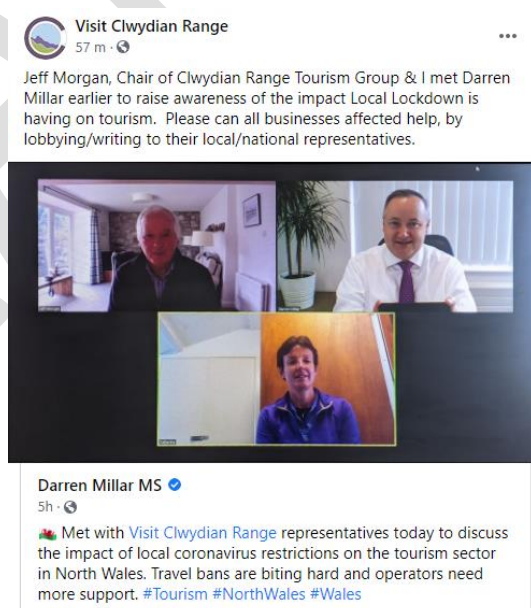 Visit Clwydian Range
57 m ·
Jeff Morgan, Chair of Clwydian Range Tourism Group & I met Darren
Millar earlier to raise awareness of the impact Local Lockdown is
having on tourism.  Please can all businesses affected help, by
lobbying/writing to their local/national representatives.
Darren Millar MS
5h ·
Met with Visit Clwydian Range representatives today to discuss
the impact of local coronavirus restrictions on the tourism sector
in North Wales. Travel bans are biting hard and operators need
more support. #Tourism #NorthWales #Wales